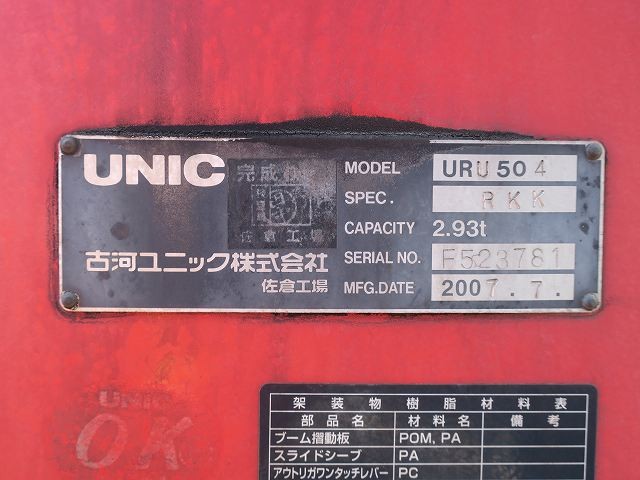 UNIC
完成
佐倉工場
古河ユニック株式会社
佐倉工場
MODEL URU504
SPEC. RKK
CAPACITY 2.93t
SERIAL NO. F523781
MFG.DATE 2007.7.
UNIC
OK
架装物樹脂材料表
部品名 材料名 備考
ブーム摺動板 POM, PA
スライドシーブ PA
アウトリガワンタッチレバー PC